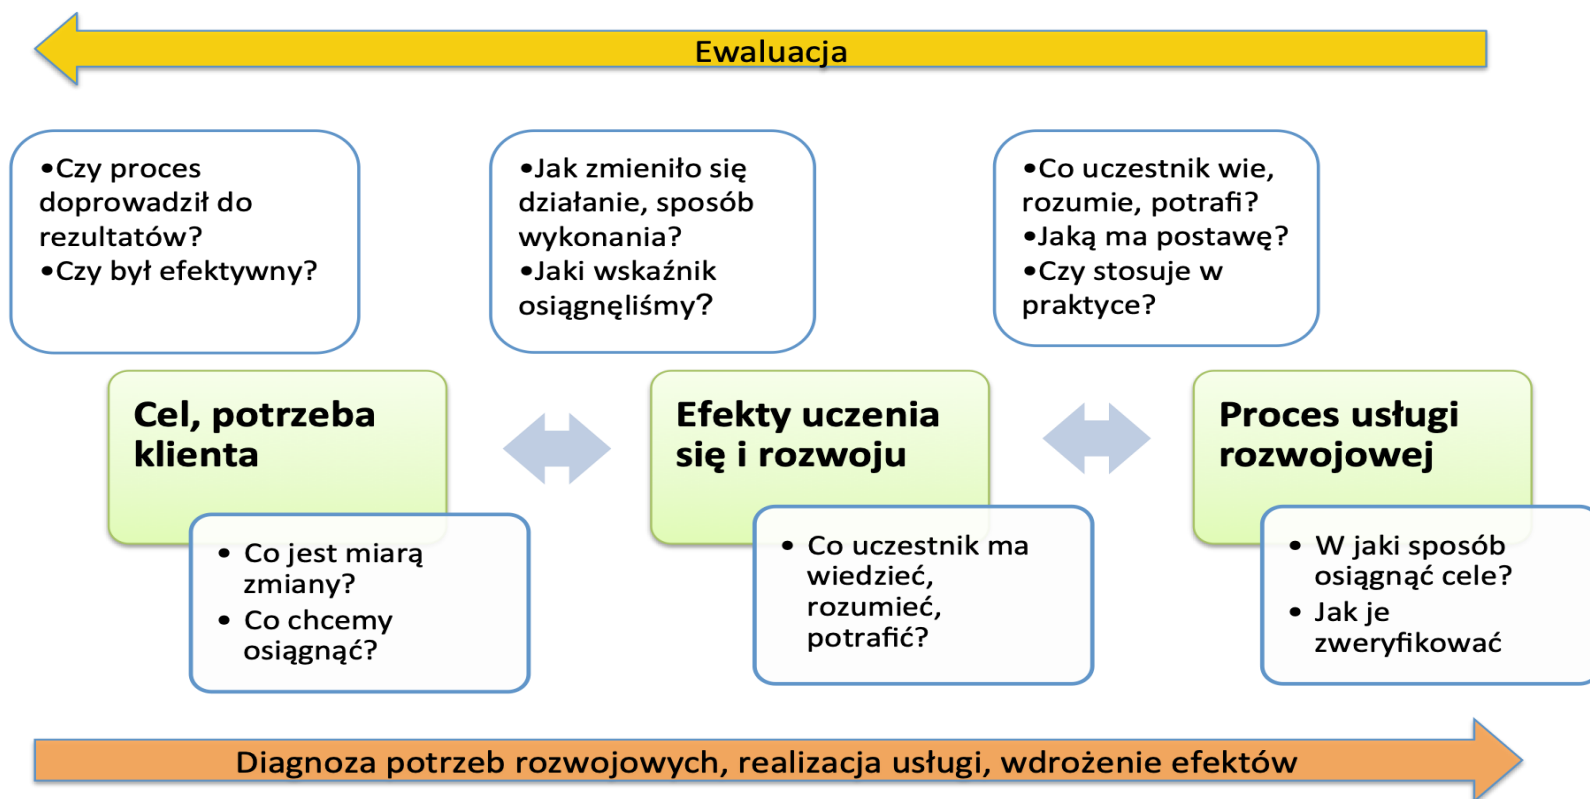 Ewaluacja
•Czy proces
doprowadził do
rezultatów?
•Czy był efektywny?
•Jak zmieniło się
działanie, sposób
wykonania?
•Jaki wskaźnik
osiągnęliśmy?
•Co uczestnik wie,
rozumie, potrafi?
•Jaką ma postawę?
•Czy stosuje w
praktyce?
Cel, potrzeba
klienta
• Co jest miarą
zmiany?
• Co chcemy
osiągnąć?
Efekty uczenia
się i rozwoju
• Co uczestnik ma
wiedzieć,
rozumieć,
potrafić?
Proces usługi
rozwojowej
• W jaki sposób
osiągnąć cele?
• Jak je
zweryfikować
Diagnoza potrzeb rozwojowych, realizacja usługi, wdrożenie efektów